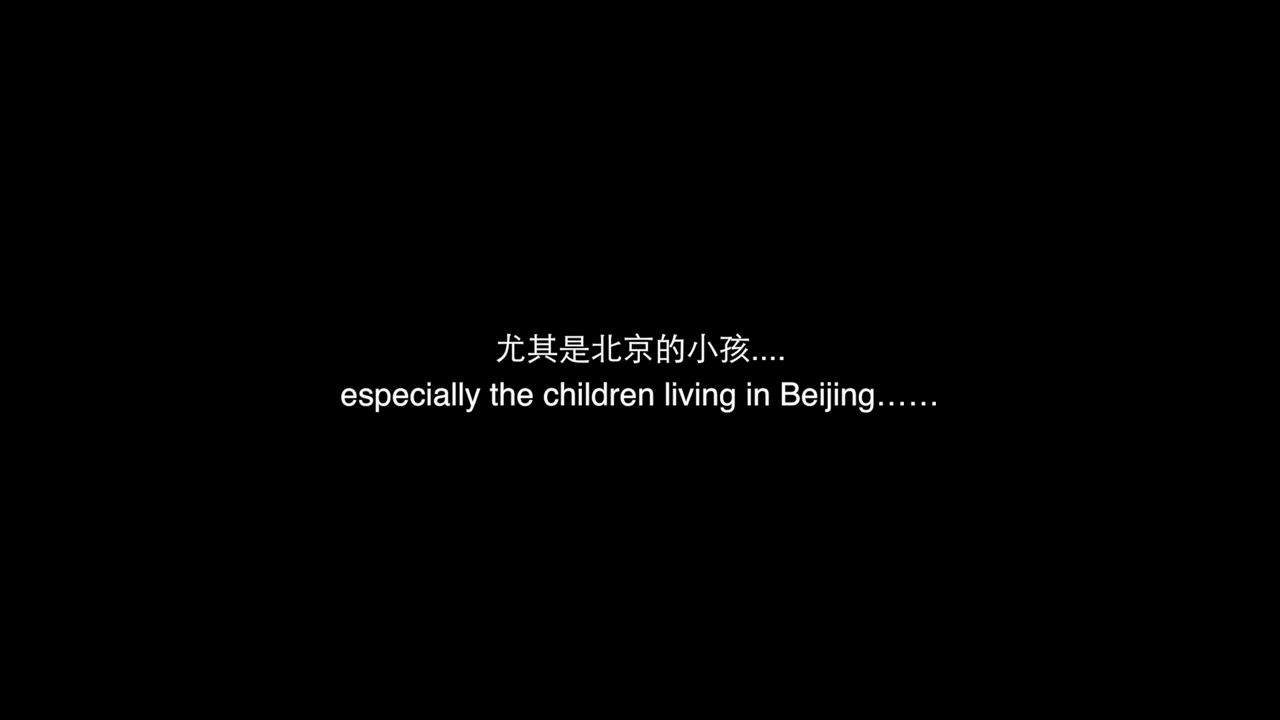 尤其是北京的小孩....
especially the children living in Beijing……